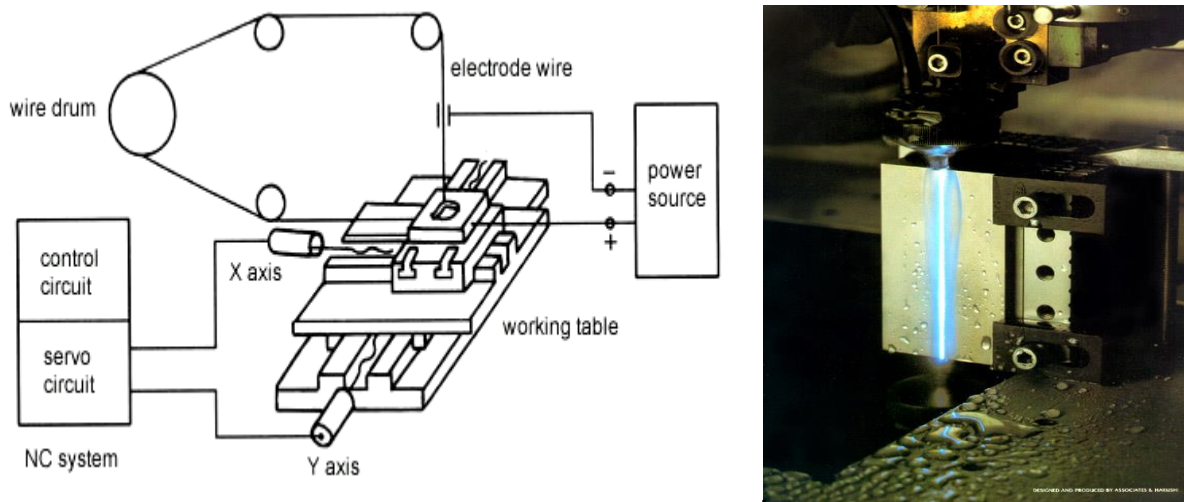 electrode wire
wire drum
power
source
−
+
control
circuit
X axis
working table
servo
circuit
NC system
Y axis
DESIGNED AND PRODUCED BY ASSOCIATES & HARUSHI